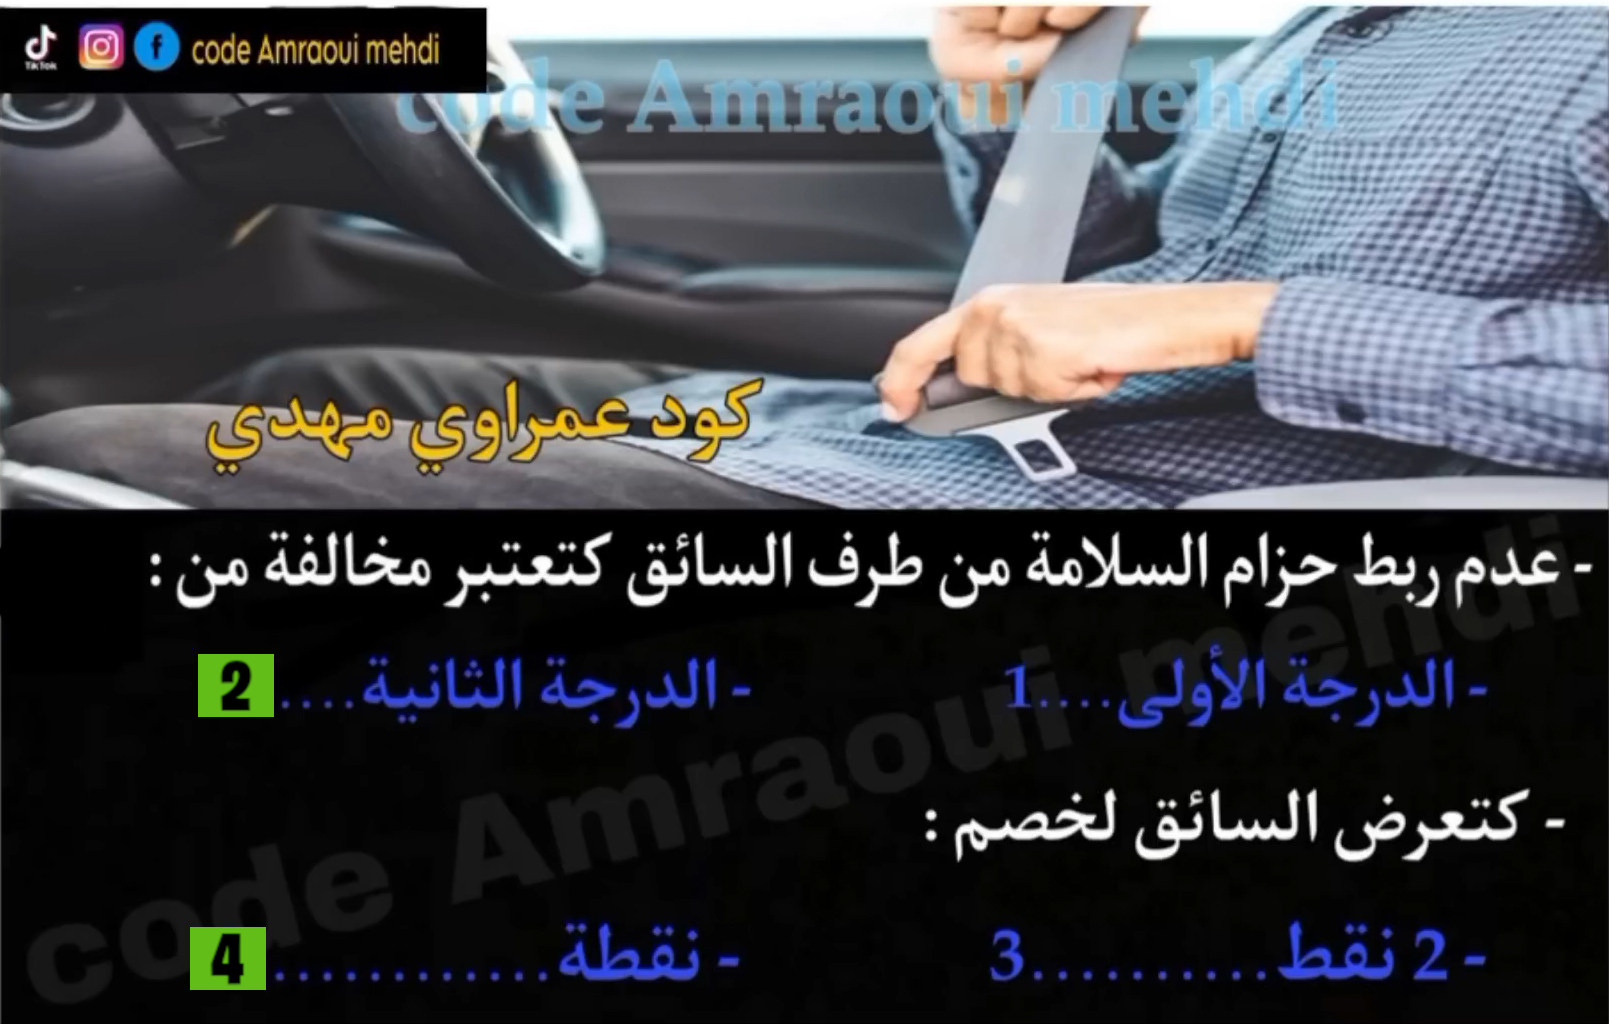 TikTok f code Amraoui mehdi
code Amraoui mehdi
كود عمراوي مهدي
- عدم ربط حزام السلامة من طرف السائق كتعتبر مخالفة من :
- الدرجة الأولى....1 - الدرجة الثانية....2
- كتعرض السائق لخصم :
- 2 نقط..........3 - نقطة............4
code Amraoui mehdi